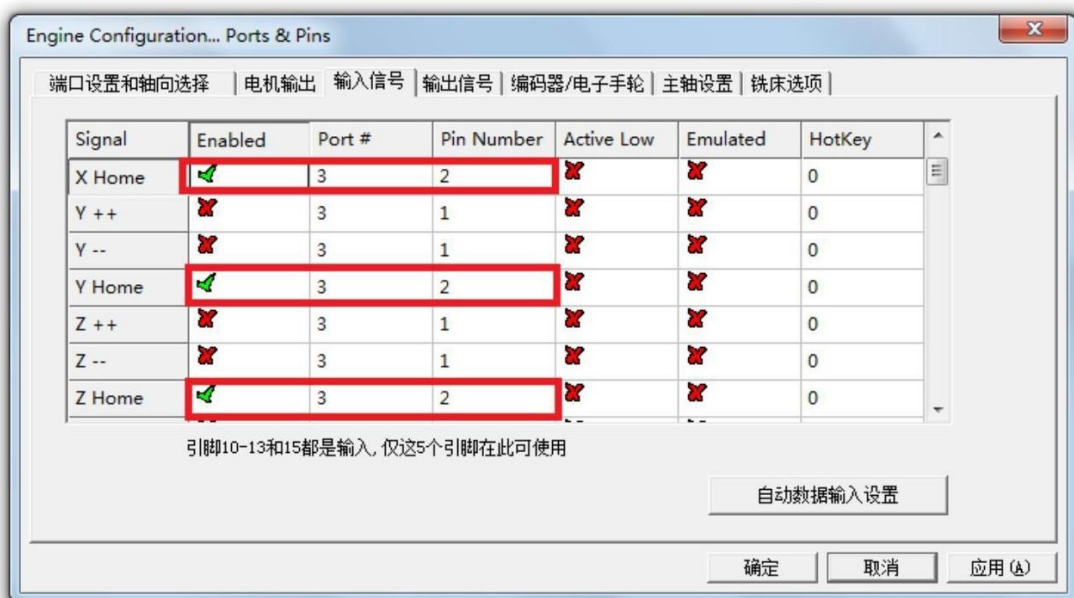 Engine Configuration... Ports & Pins
端口设置和轴向选择 电机输出 输入信号 输出信号 编码器/电子手轮 主轴设置 铣床选项
Signal Enabled Port # Pin Number Active Low Emulated HotKey
X Home 3 2 0
Y ++ 3 1 0
Y -- 3 1 0
Y Home 3 2 0
Z ++ 3 1 0
Z -- 3 1 0
Z Home 3 2 0
引脚10-13和15都是输入,仅这5个引脚在此可使用
自动数据输入设置
确定 取消 应用(A)